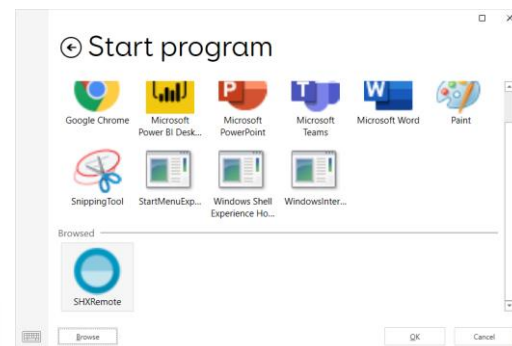 Start program
Google Chrome
Microsoft
Power BI Desk...
Microsoft
PowerPoint
Microsoft
Teams
Microsoft Word
Paint
SnippingTool
StartMenuExp...
Windows Shell
Experience Ho...
WindowsInter...
Browsed
SHXRemote
Browse
OK
Cancel